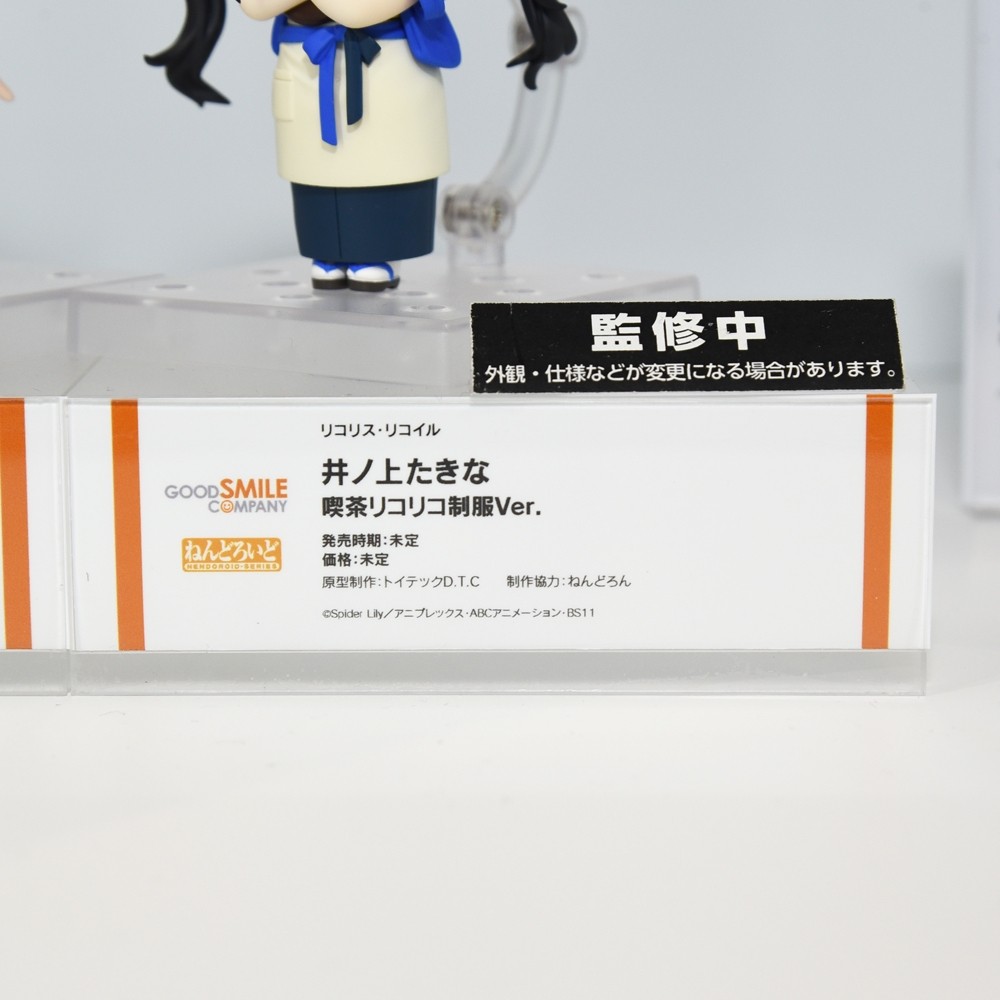 監修中
外観・仕様などが変更になる場合があります。
リコリス・リコイル
井ノ上たきな
喫茶リコリコ制服Ver.
GOODSMILE
COMPANY
ねんどろいど
NENDOROID-SERIES
発売時期：未定
価格：未定
原型制作：トイテックD.T.C 制作協力：ねんどろん
©Spider Lily／アニプレックス・ABCアニメーション・BS11